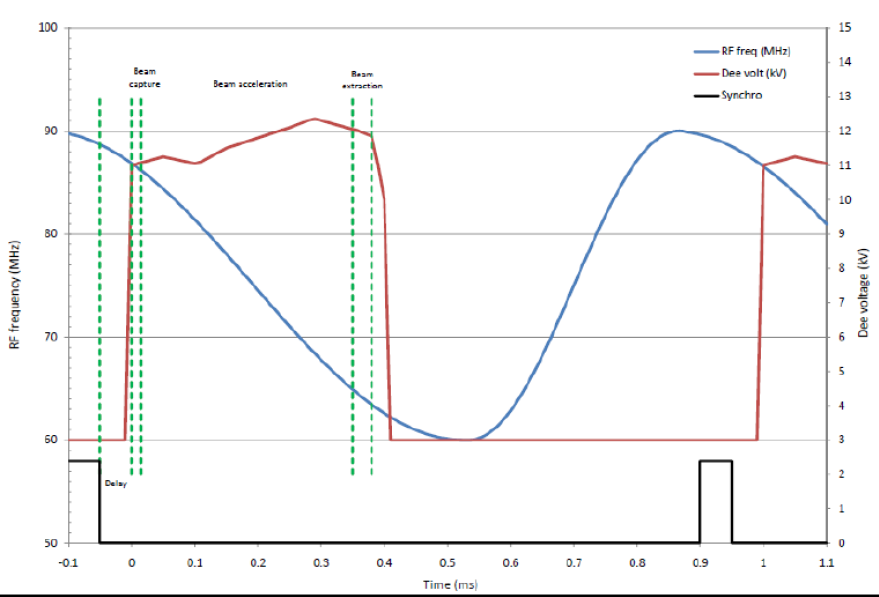 100
90
80
70
60
50
RF frequency (MHz)
15
14
13
12
11
10
9
8
7
6
5
4
3
2
1
0
Dee voltage (kV)
RF freq (MHz)
Dee volt (kV)
Synchro
Beam
capture
Beam acceleration
Beam
extraction
Delay
-0.1
0
0.1
0.2
0.3
0.4
0.5
0.6
0.7
0.8
0.9
1
1.1
Time (ms)